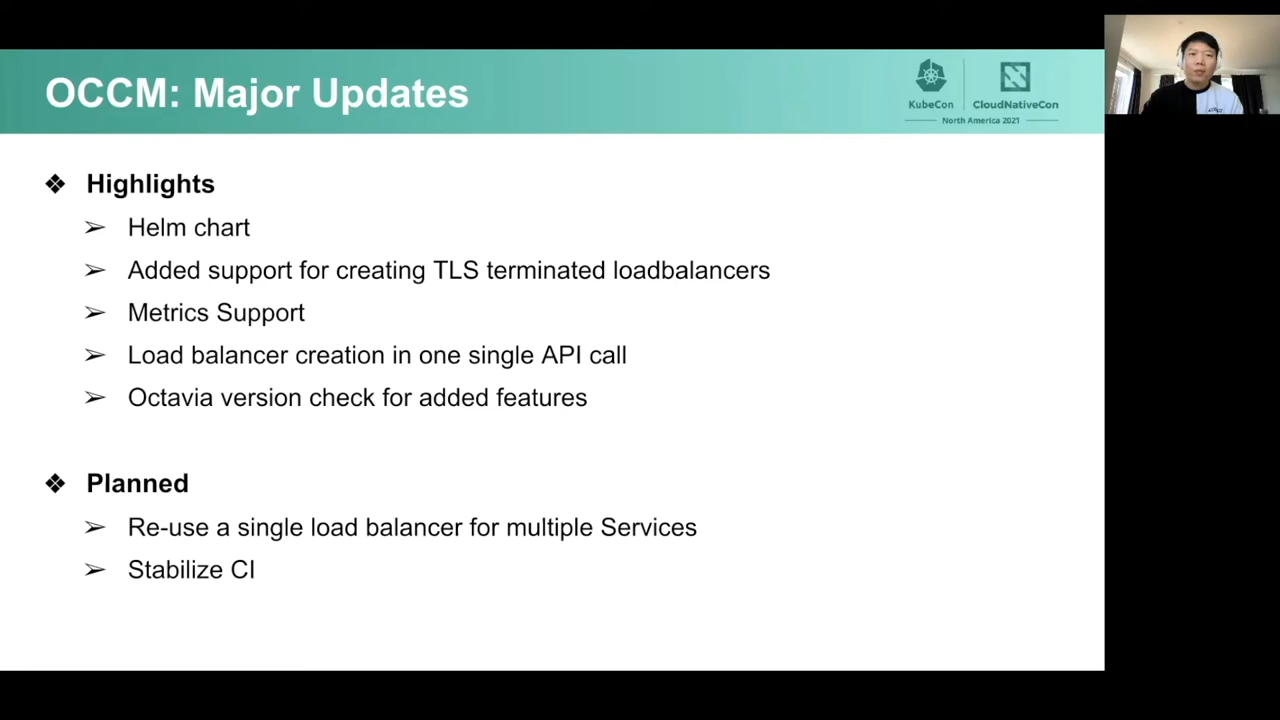 OCCM: Major Updates
KubeCon
CloudNativeCon
North America 2021
❖ Highlights
➢ Helm chart
➢ Added support for creating TLS terminated loadbalancers
➢ Metrics Support
➢ Load balancer creation in one single API call
➢ Octavia version check for added features
❖ Planned
➢ Re-use a single load balancer for multiple Services
➢ Stabilize CI